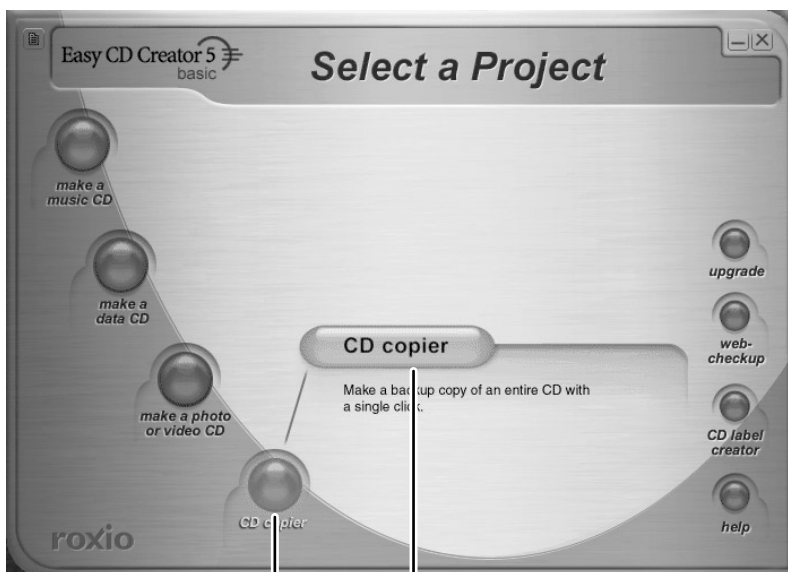 Easy CD Creator 5
basic
Select a Project
make a
music CD
make a
data CD
make a photo
or video CD
CD copier
CD copier
Make a backup copy of an entire CD with
a single click.
upgrade
web-
checkup
CD label
creator
help
roxio